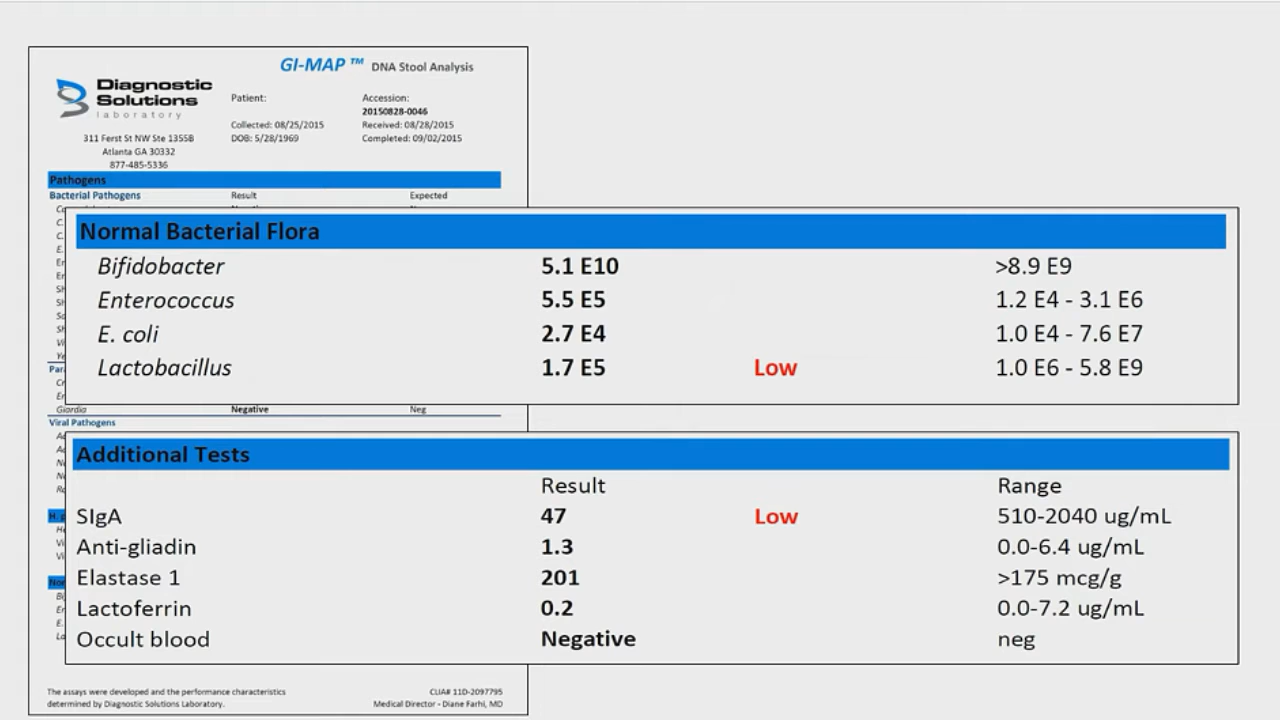 GI-MAP ™ DNA Stool Analysis
Diagnostic
Solutions
laboratory
311 Ferst St NW Ste 1355B
Atlanta GA 30332
877-485-5336
Patient:
Collected: 08/25/2015
DOB: 5/28/1969
Accession:
20150828-0046
Received: 08/28/2015
Completed: 09/02/2015
Pathogens
Bacterial Pathogens Result Expected
Normal Bacterial Flora
Bifidobacter 5.1 E10 >8.9 E9
Enterococcus 5.5 E5 1.2 E4 - 3.1 E6
E. coli 2.7 E4 1.0 E4 - 7.6 E7
Lactobacillus 1.7 E5 Low 1.0 E6 - 5.8 E9
Giardia Negative Neg
Viral Pathogens
Additional Tests
Result Range
SIgA 47 Low 510-2040 ug/mL
Anti-gliadin 1.3 0.0-6.4 ug/mL
Elastase 1 201 >175 mcg/g
Lactoferrin 0.2 0.0-7.2 ug/mL
Occult blood Negative neg
The assays were developed and the performance characteristics
determined by Diagnostic Solutions Laboratory.
CLIA# 11D-2097795
Medical Director - Diane Farhi, MD